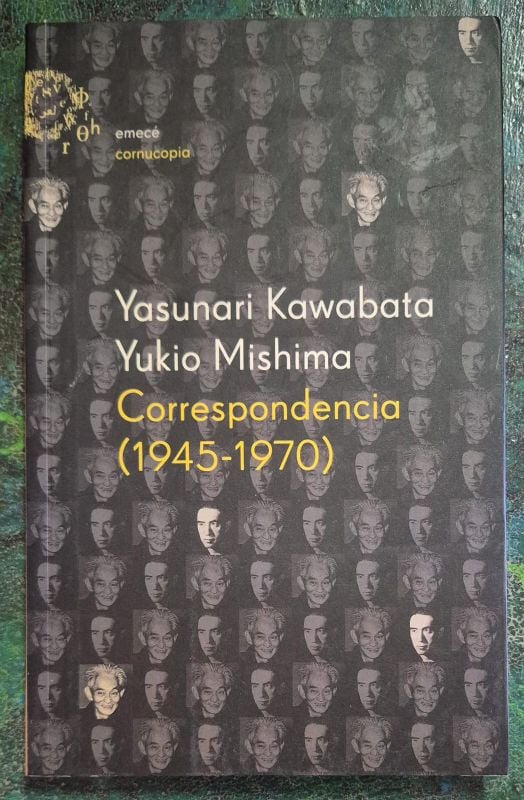 emecé
cornucopia
Yasunari Kawabata
Yukio Mishima
Correspondencia
(1945-1970)